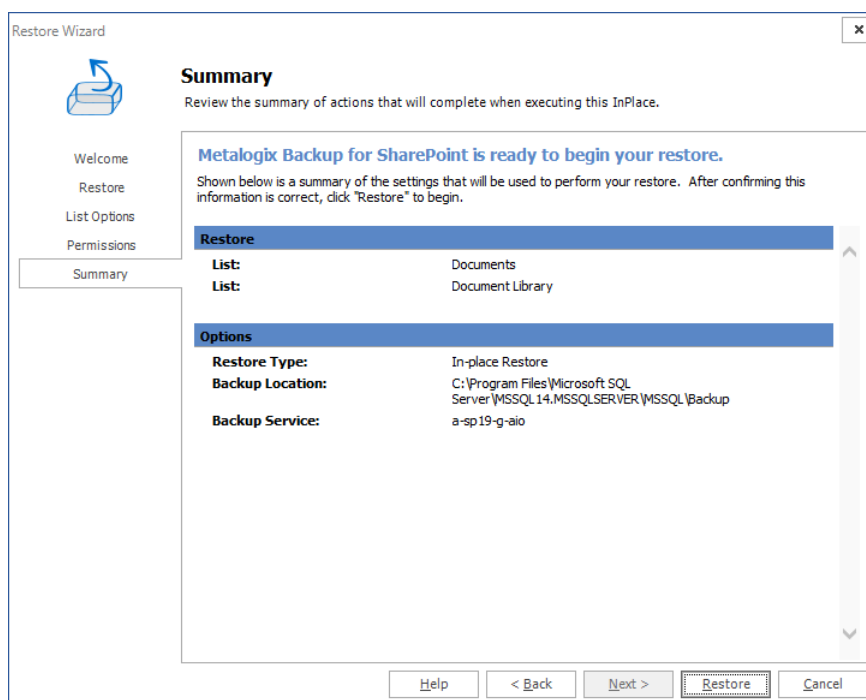 Restore Wizard
Summary
Review the summary of actions that will complete when executing this InPlace.
Welcome
Restore
List Options
Permissions
Summary
Metalogix Backup for SharePoint is ready to begin your restore.
Shown below is a summary of the settings that will be used to perform your restore. After confirming this
information is correct, click "Restore" to begin.
Restore
List: Documents
List: Document Library
Options
Restore Type: In-place Restore
Backup Location: C:\Program Files\Microsoft SQL
Server\MSSQL14.MSSQLSERVER\MSSQL\Backup
Backup Service: a-sp19-g-aio
Help < Back Next > Restore Cancel